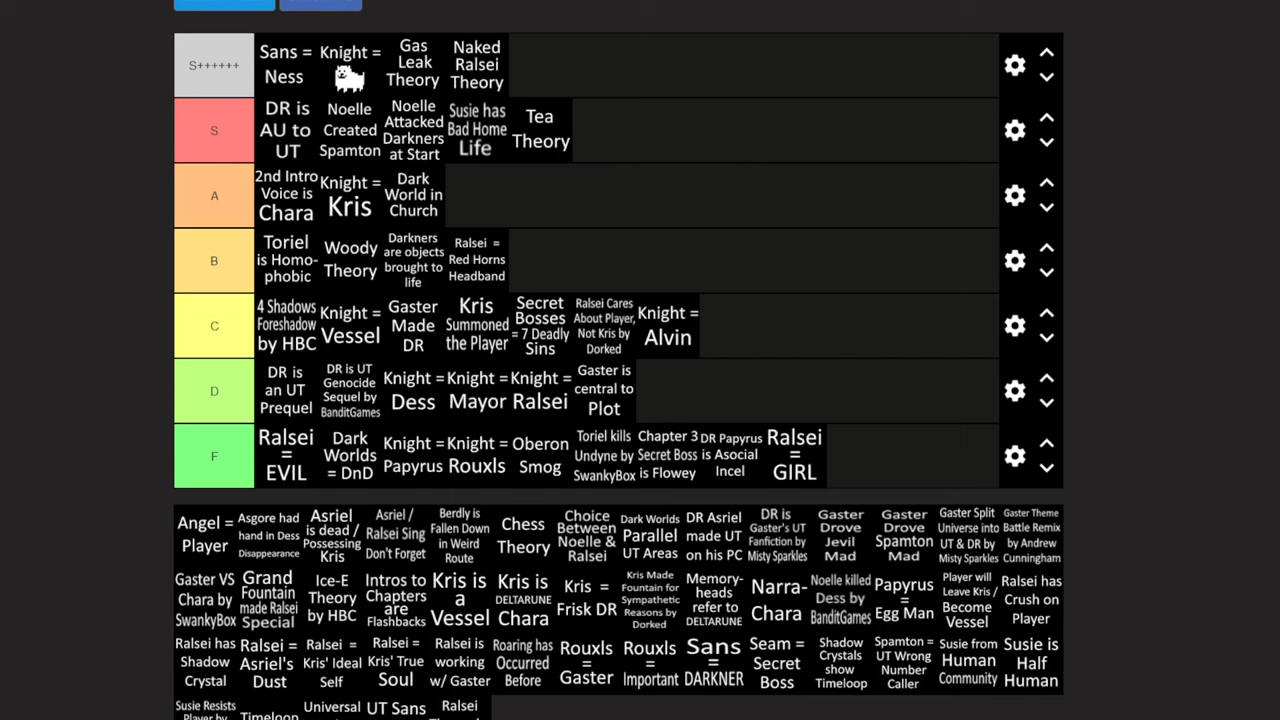 S++++++
Sans =
Ness
Knight =
Gas
Leak
Theory
Naked
Ralsei
Theory
S
DR is
AU to
UT
Noelle
Created
Spamton
Noelle
Attacked
Darkners
at Start
Susie has
Bad Home
Life
Tea
Theory
A
2nd Intro
Voice is
Chara
Knight =
Kris
Dark
World in
Church
B
Toriel
is Homo-
phobic
Woody
Theory
Darkners
are objects
brought to
life
Ralsei =
Red Horns
Headband
C
4 Shadows
Foreshadow
by HBC
Knight =
Vessel
Gaster
Made
DR
Kris
Summoned
the Player
Secret
Bosses
= 7 Deadly
Sins
Ralsei Cares
About Player,
Not Kris by
Dorked
Knight =
Alvin
D
DR is
an UT
Prequel
DR is UT
Genocide
Sequel by
BanditGames
Knight =
Dess
Knight =
Mayor
Knight =
Ralsei
Gaster is
central to
Plot
F
Ralsei
=
EVIL
Dark
Worlds
= DnD
Knight =
Papyrus
Knight =
Rouxls
Oberon
Smog
Toriel kills
Undyne by
SwankyBox
Chapter 3
Secret Boss
is Flowey
DR Papyrus
is Asocial
Incel
Ralsei
=
GIRL
Angel =
Player
Asgore had
hand in Dess
Disappearance
Asriel
is dead /
Possessing
Kris
Asriel /
Ralsei Sing
Don't Forget
Berdly is
Fallen Down
in Weird
Route
Chess
Theory
Choice
Between
Noelle &
Ralsei
Dark Worlds
Parallel
UT Areas
DR Asriel
made UT
on his PC
DR is
Gaster's UT
Fanfiction by
Misty Sparkles
Gaster
Drove
Jevil
Mad
Gaster
Drove
Spamton
Mad
Gaster Split
Universe into
UT & DR by
Misty Sparkles
Gaster Theme
Battle Remix
by Andrew
Cunningham
Gaster VS
Chara by
SwankyBox
Grand
Fountain
made Ralsei
Special
Ice-E
Theory
by HBC
Intros to
Chapters
are
Flashbacks
Kris is
a
Vessel
Kris is
DELTARUNE
Chara
Kris =
Frisk DR
Kris Made
Fountain for
Sympathetic
Reasons by
Dorked
Memory-
heads
refer to
DELTARUNE
Narra-
Chara
Noelle killed
Dess by
BanditGames
Papyrus
=
Egg Man
Player will
Leave Kris /
Become
Vessel
Ralsei has
Crush on
Player
Ralsei has
Shadow
Crystal
Ralsei =
Asriel's
Dust
Ralsei =
Kris' Ideal
Self
Ralsei =
Kris' True
Soul
Ralsei is
working
w/ Gaster
Roaring has
Occurred
Before
Rouxls
=
Gaster
Rouxls
=
Important
Sans
=
DARKNER
Seam =
Secret
Boss
Shadow
Crystals
show
Timeloop
Spamton =
UT Wrong
Number
Caller
Susie from
Human
Community
Susie is
Half
Human
Susie Resists
Player by
Timeloop
Universal
UT Sans
Ralsei